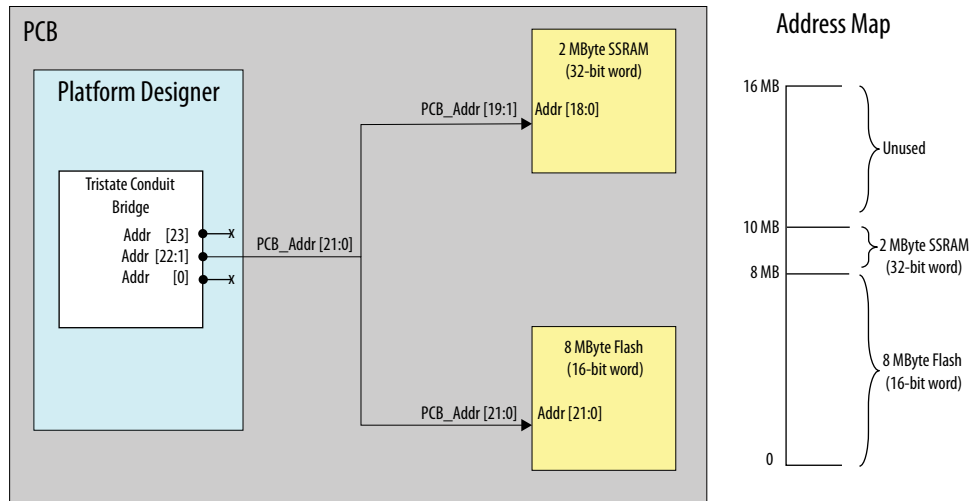 PCB
Platform Designer
Tristate Conduit
Bridge
Addr [23]
x
Addr [22:1]
Addr [0]
x
PCB_Addr [21:0]
2 MByte SSRAM
(32-bit word)
PCB_Addr [19:1]
Addr [18:0]
8 MByte Flash
(16-bit word)
PCB_Addr [21:0]
Addr [21:0]
Address Map
16 MB
Unused
10 MB
2 MByte SSRAM
(32-bit word)
8 MB
8 MByte Flash
(16-bit word)
0